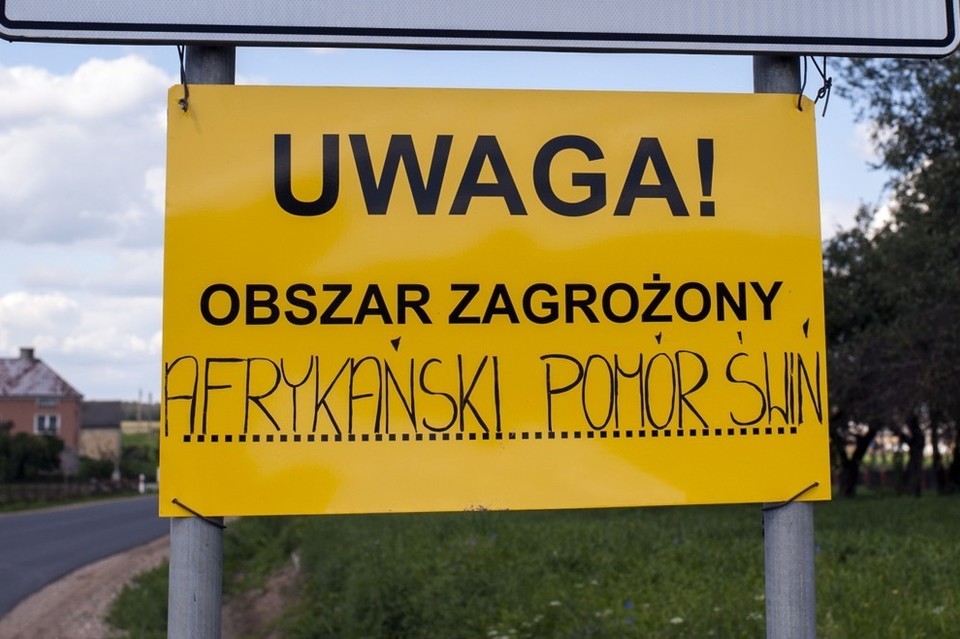 UWAGA!
OBSZAR ZAGROŻONY
AFRYKAŃSKI POMÓR ŚWIŃ